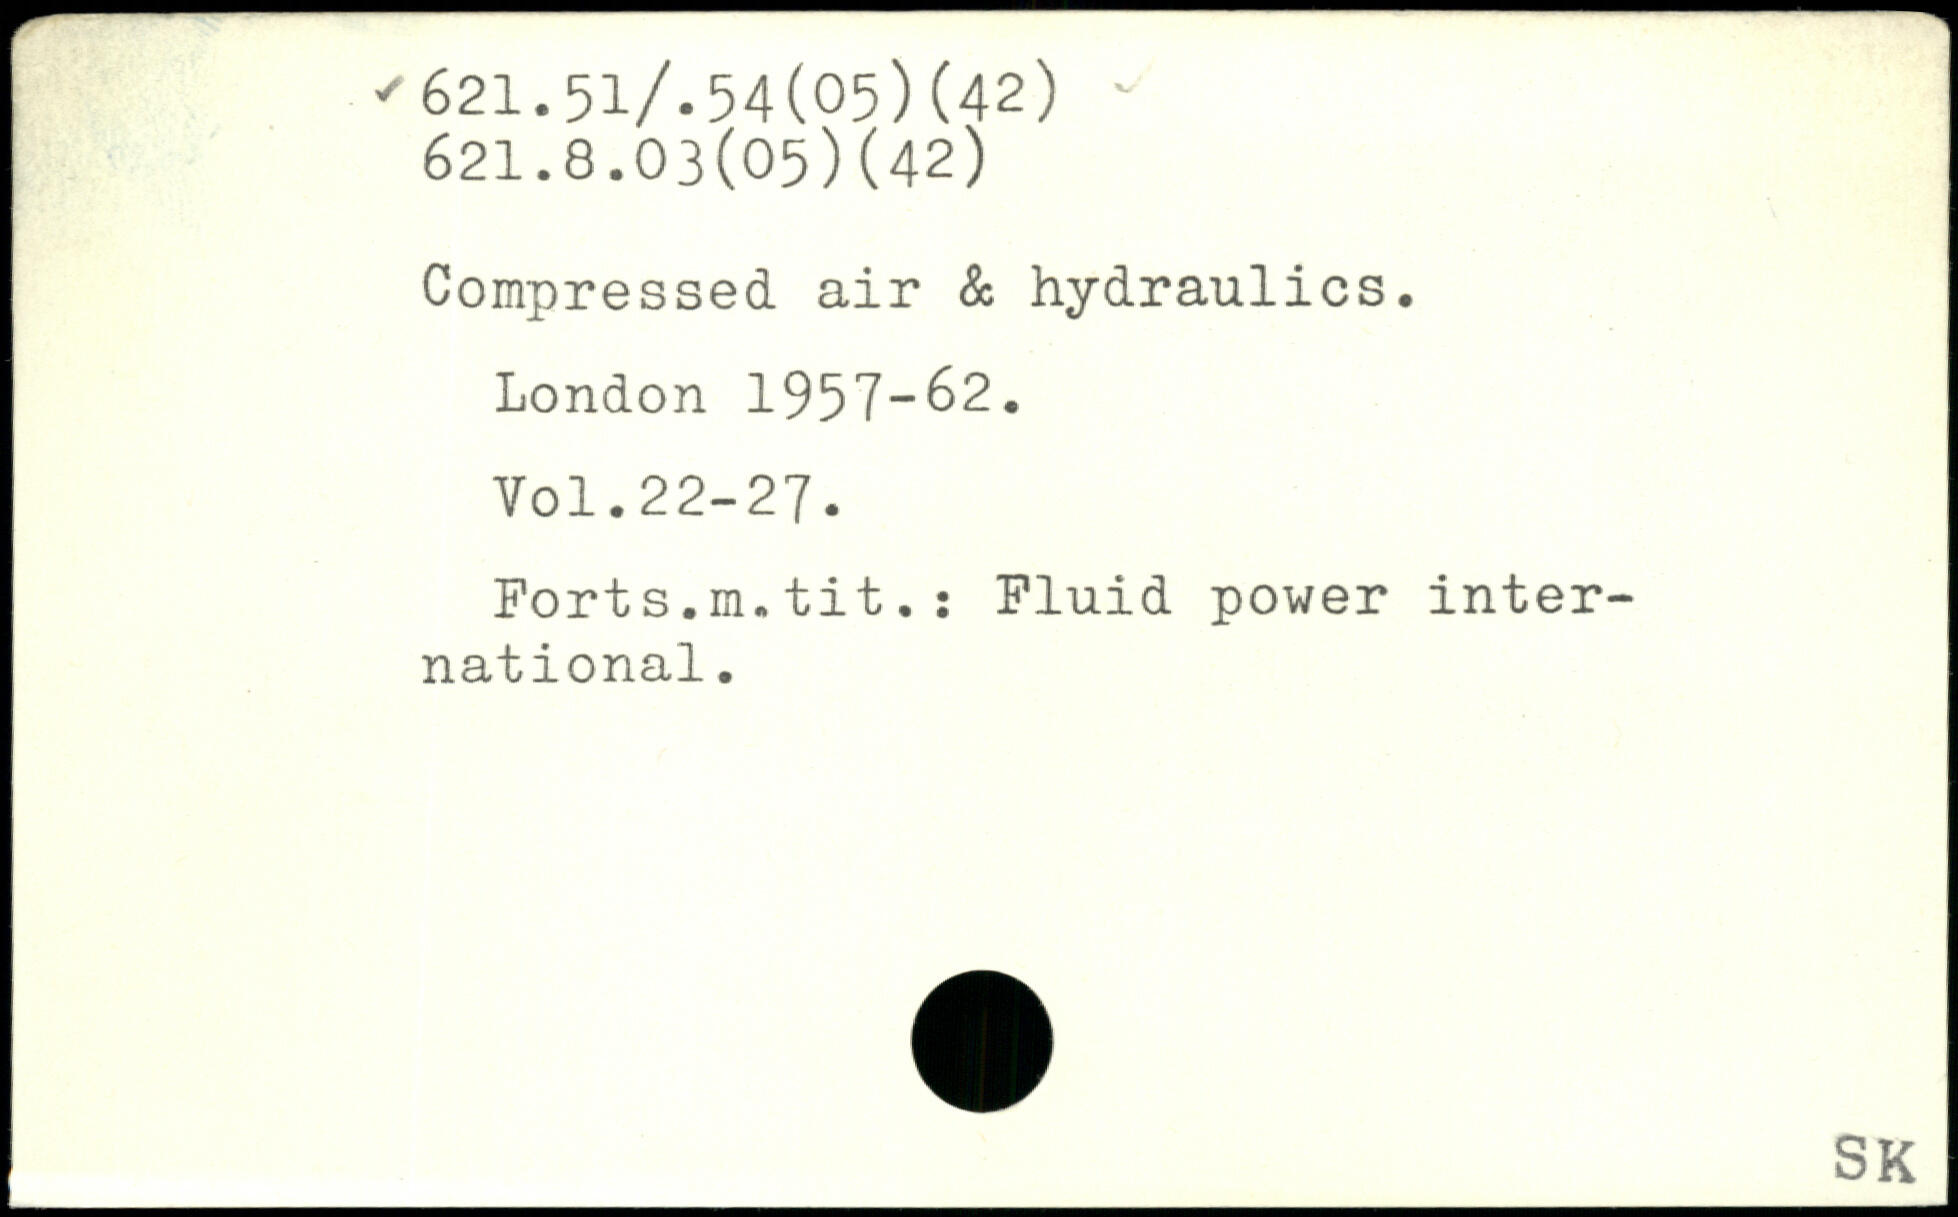 621.51/.54(05)(42)
621.8.03(05)(42)
Compressed air & hydraulics.
London 1957-62.
Vol.22-27.
Forts.m.tit.: Fluid power inter-
national.
SK